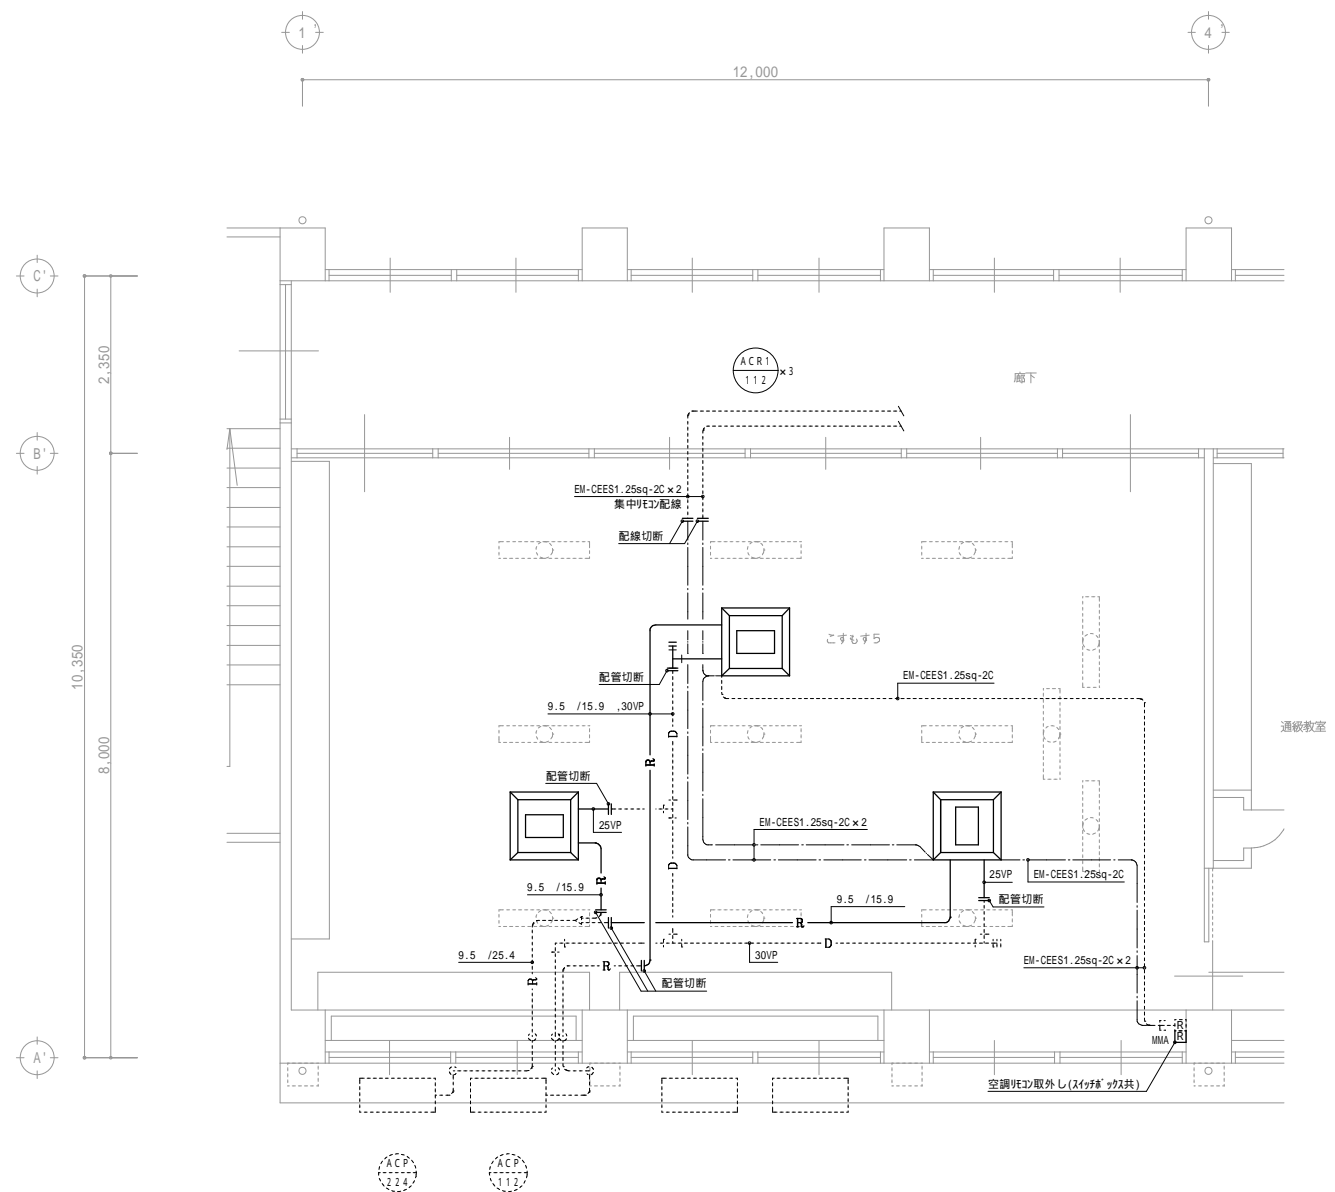 1'
4'
12,000
C'
B'
A'
2,350
10,350
8,000
ACR1
112
×3
廊下
EM-CEES1.25sq-2C×2
集中ﾘﾓｺﾝ配線
配線切断
こすもす5
EM-CEES1.25sq-2C
配管切断
9.5 /15.9 ,30VP
D
R
通級教室
配管切断
25VP
EM-CEES1.25sq-2C×2
D
R
25VP
EM-CEES1.25sq-2C
9.5 /15.9
9.5 /15.9
配管切断
R
D
9.5 /25.4
30VP
R
R
配管切断
EM-CEES1.25sq-2C×2
R
R
MMA
空調ﾘﾓｺﾝ取外し(ｽｲｯﾁﾎﾞｯｸｽ共)
ACP
224
ACP
112